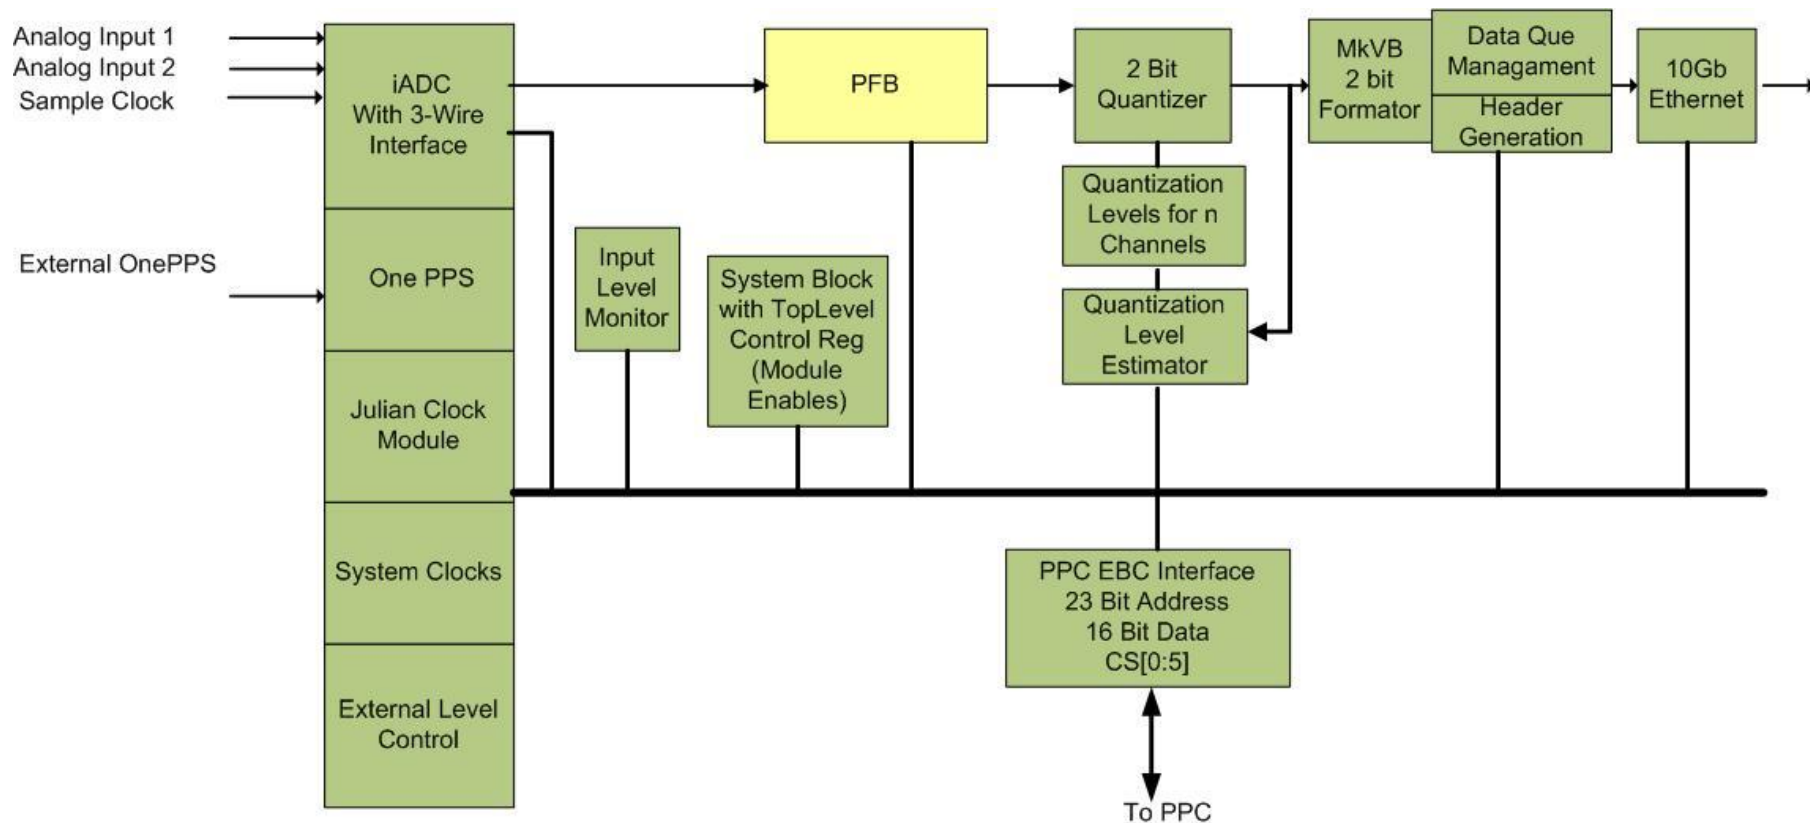 Analog Input 1
Analog Input 2
Sample Clock
External OnePPS
iADC
With 3-Wire
Interface
One PPS
Julian Clock
Module
System Clocks
External Level
Control
Input
Level
Monitor
System Block
with TopLevel
Control Reg
(Module
Enables)
PFB
2 Bit
Quantizer
Quantization
Levels for n
Channels
Quantization
Level
Estimator
MkVB
2 bit
Formator
Data Que
Managament
Header
Generation
10Gb
Ethernet
PPC EBC Interface
23 Bit Address
16 Bit Data
CS[0:5]
To PPC